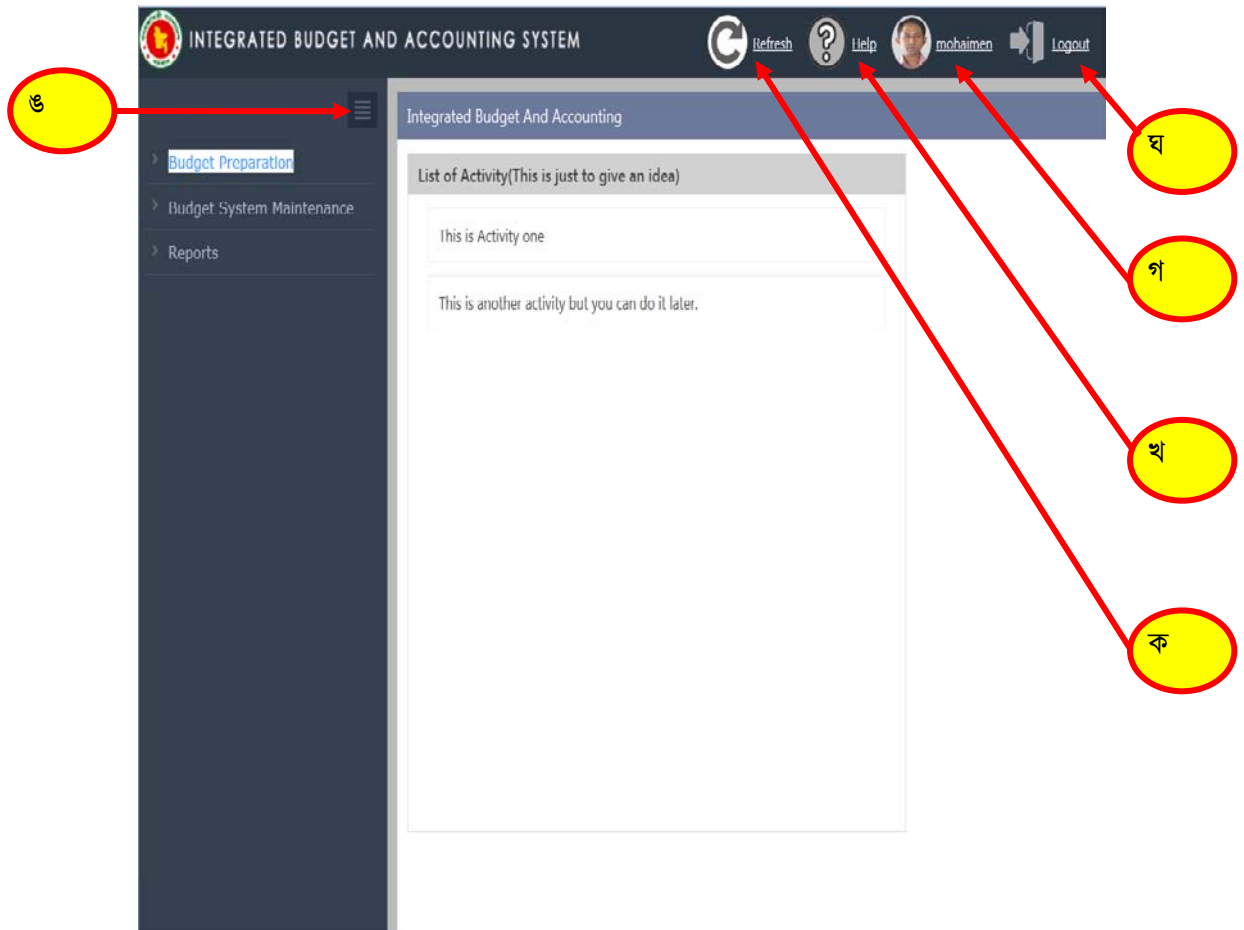 INTEGRATED BUDGET AND ACCOUNTING SYSTEM
Refresh
Help
mohaimen
Logout
ঙ
Integrated Budget And Accounting
ঘ
Budget Preparation
List of Activity(This is just to give an idea)
Budget System Maintenance
This is Activity one
Reports
গ
This is another activity but you can do it later.
খ
ক